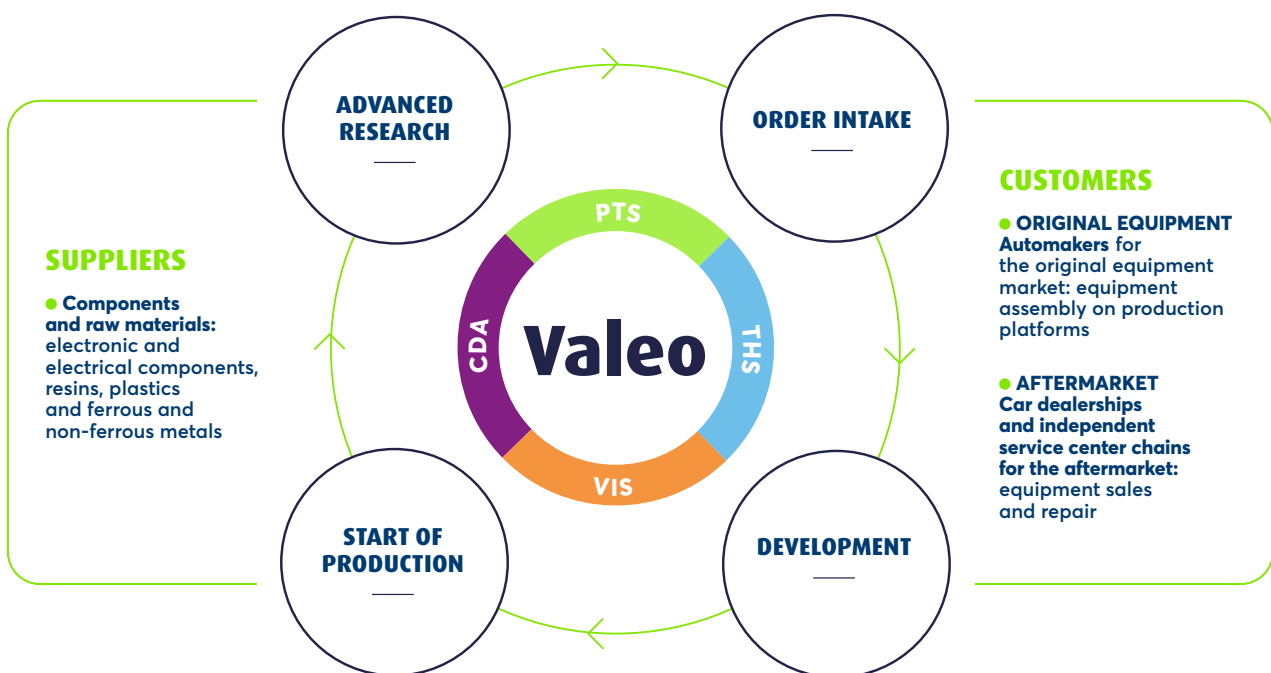 ADVANCED
RESEARCH
ORDER INTAKE
SUPPLIERS
● Components
and raw materials:
electronic and
electrical components,
resins, plastics
and ferrous and
non-ferrous metals
PTS
CDA
Valeo
THS
VIS
CUSTOMERS
● ORIGINAL EQUIPMENT
Automakers for
the original equipment
market: equipment
assembly on production
platforms
● AFTERMARKET
Car dealerships
and independent
service center chains
for the aftermarket:
equipment sales
and repair
START OF
PRODUCTION
DEVELOPMENT